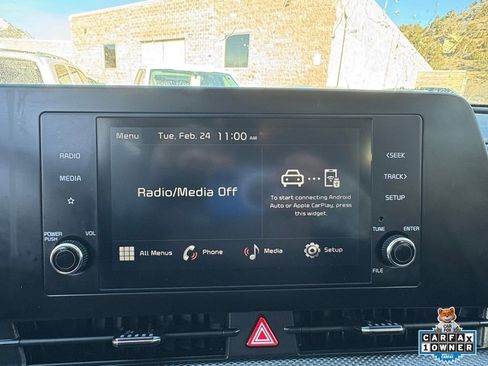 Menu Tue, Feb. 24 11:00 AM
RADIO
MEDIA
POWER
PUSH
VOL
Radio/Media Off
To start connecting Android
Auto or Apple CarPlay, press
this widget.
All Menus Phone Media Setup
<SEEK
TRACK>
SETUP
TUNE
ENTER
FILE
CAR FOX
CARFAX
1 OWNER